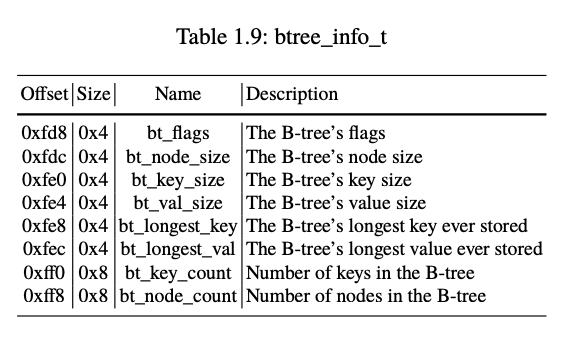 Table 1.9: btree_info_t
Offset Size Name Description
0xfd8 0x4 bt_flags The B-tree’s flags
0xfdc 0x4 bt_node_size The B-tree’s node size
0xfe0 0x4 bt_key_size The B-tree’s key size
0xfe4 0x4 bt_val_size The B-tree’s value size
0xfe8 0x4 bt_longest_key The B-tree’s longest key ever stored
0xfec 0x4 bt_longest_val The B-tree’s longest value ever stored
0xff0 0x8 bt_key_count Number of keys in the B-tree
0xff8 0x8 bt_node_count Number of nodes in the B-tree